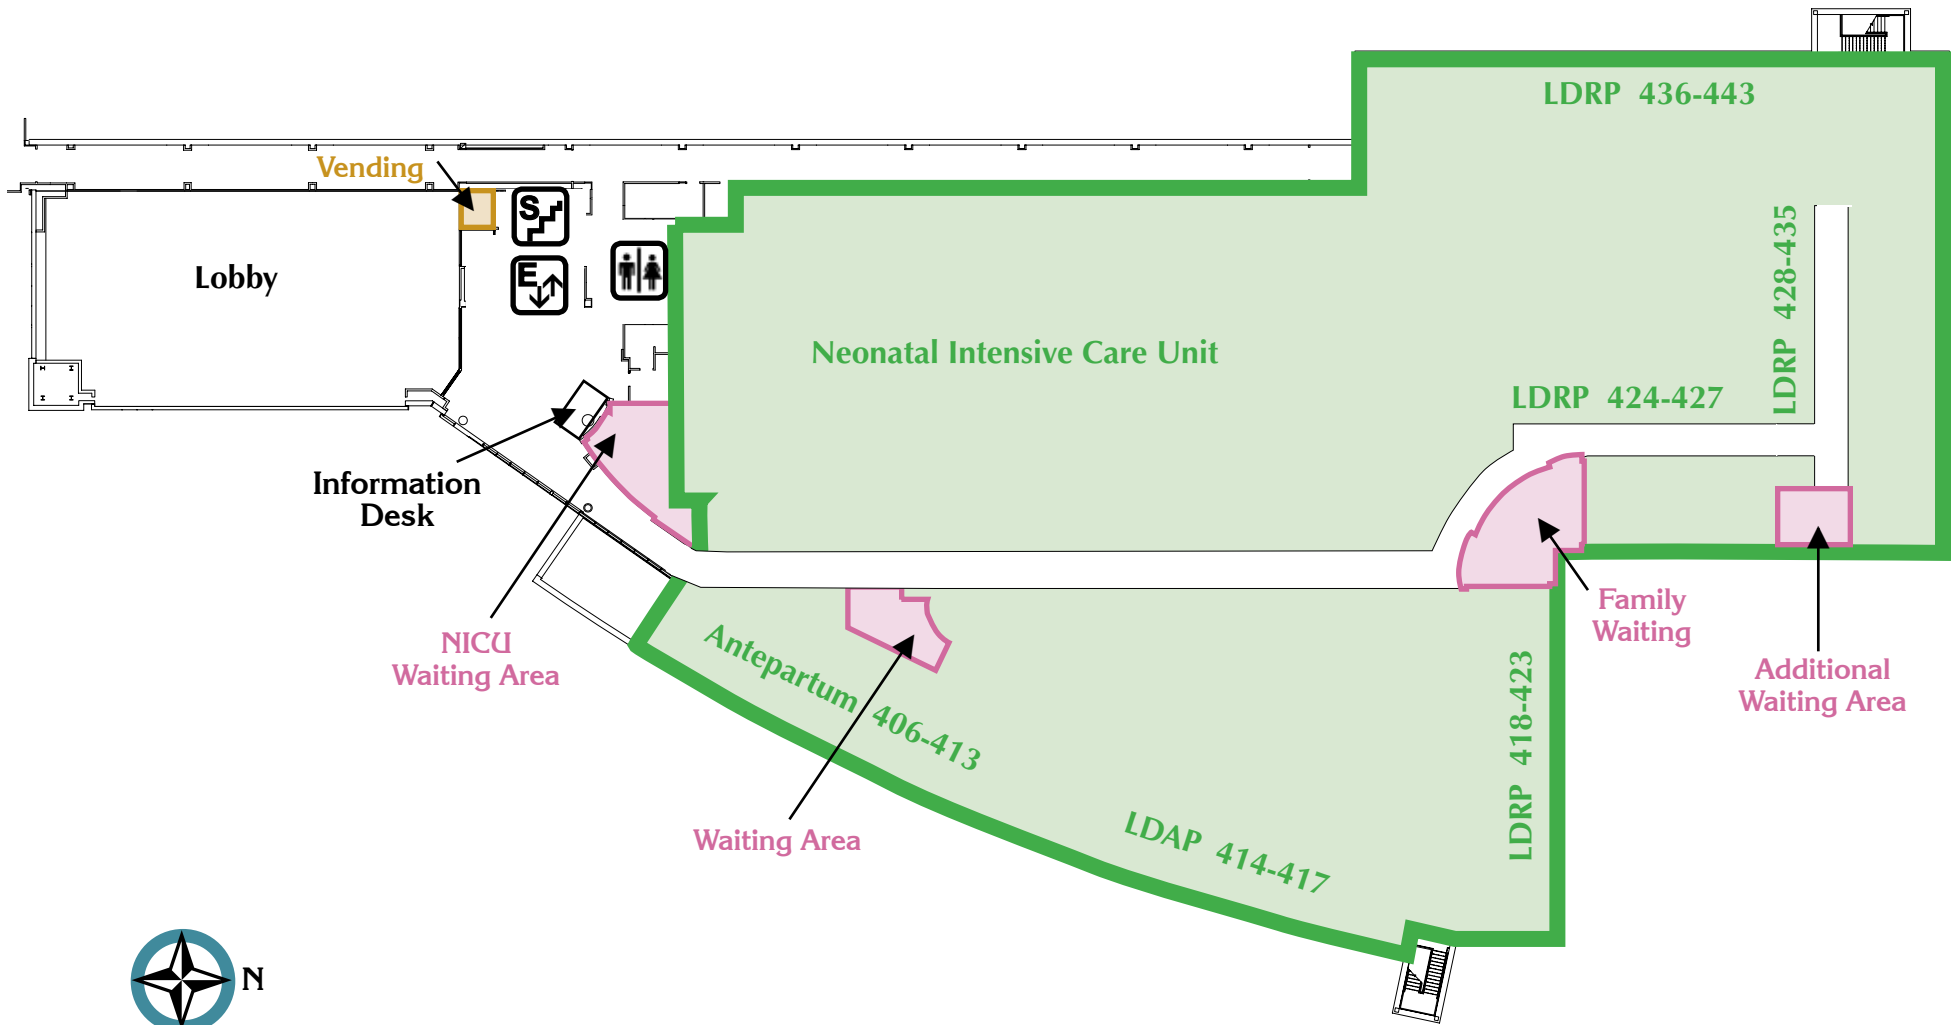 LDRP 436-443
Vending
S
E
Lobby
LDRP 428-435
Neonatal Intensive Care Unit
LDRP 424-427
Information
Desk
NICU
Waiting Area
Family
Waiting
Antepartum 406-413
LDRP 418-423
Additional
Waiting Area
Waiting Area
LDAP 414-417
N